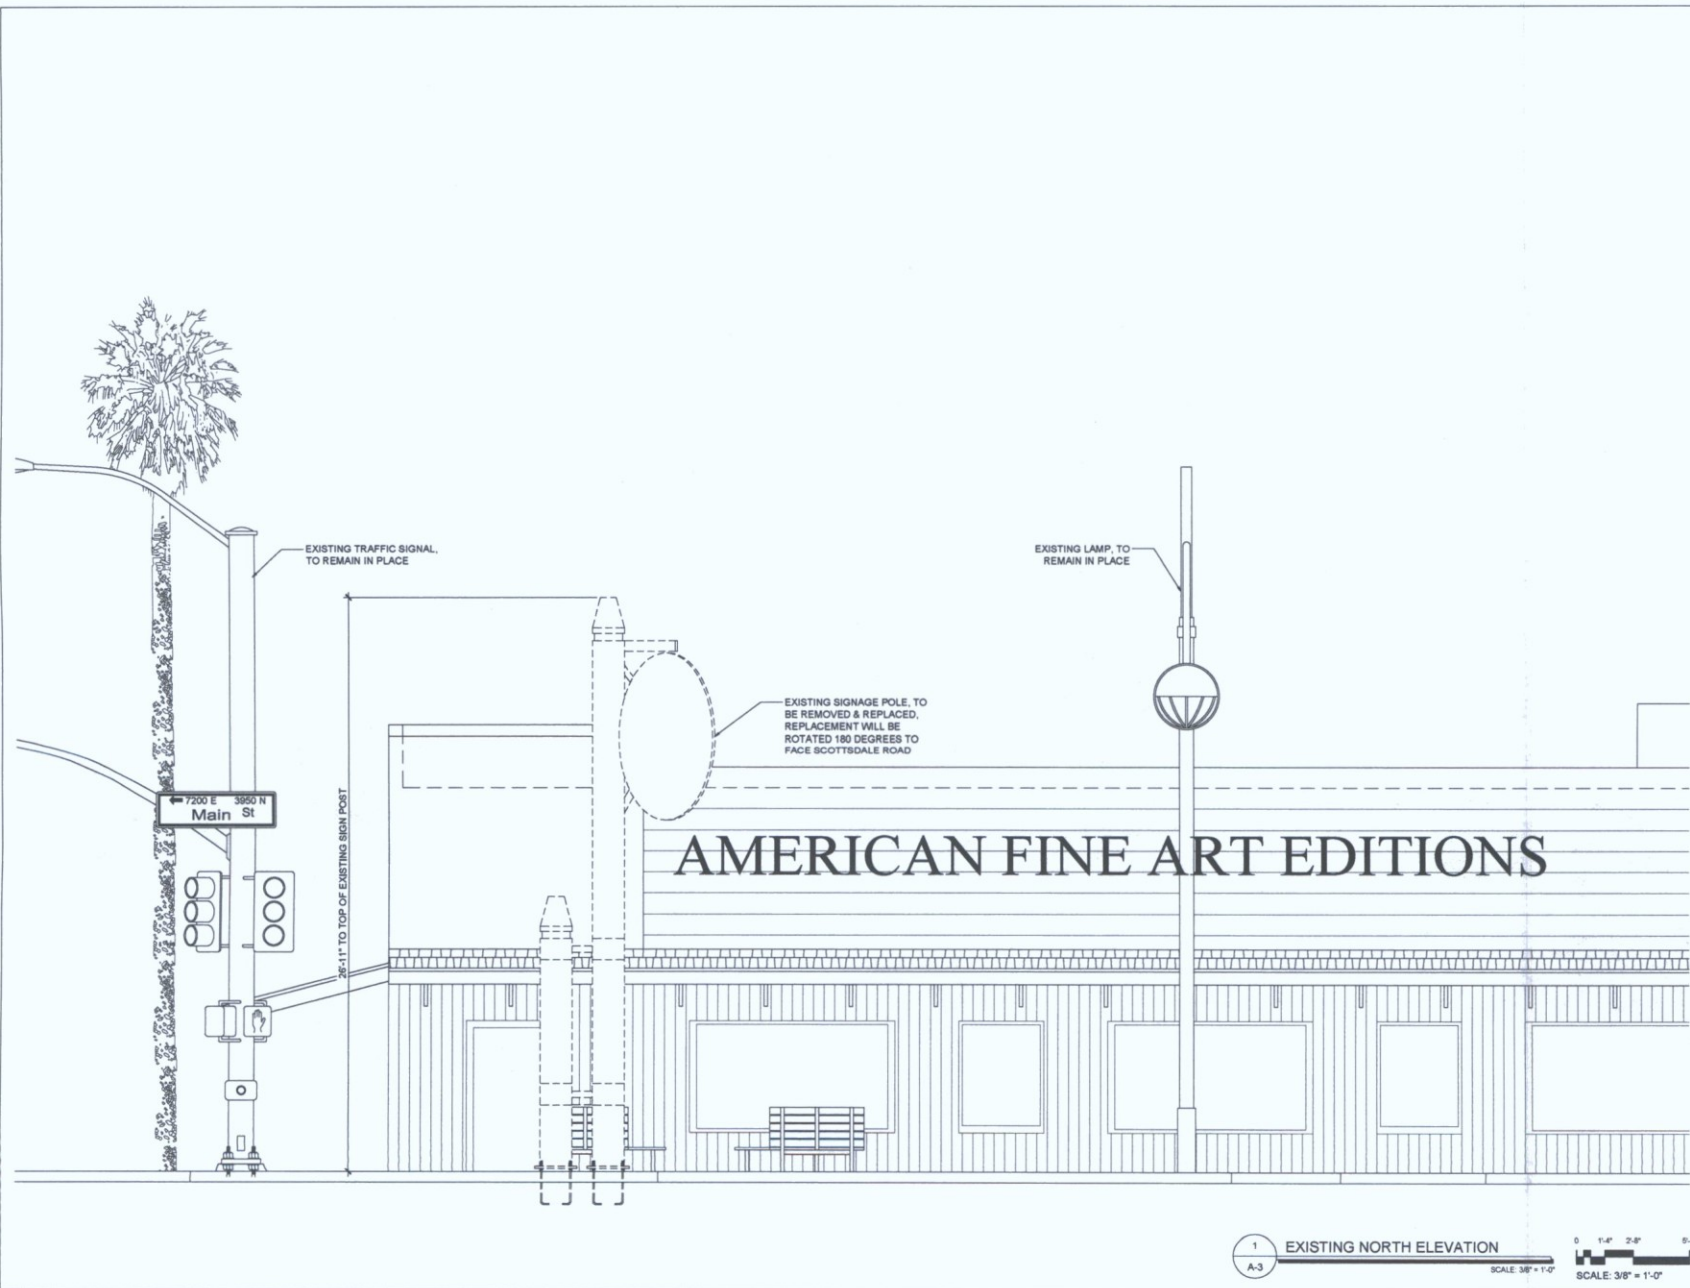 EXISTING TRAFFIC SIGNAL,
TO REMAIN IN PLACE
EXISTING LAMP, TO
REMAIN IN PLACE
EXISTING SIGNAGE POLE, TO
BE REMOVED & REPLACED,
REPLACEMENT WILL BE
ROTATED 180 DEGREES TO
FACE SCOTTSDALE ROAD
26'-11" TO TOP OF EXISTING SIGN POST
7200 E 3950 N
Main St
AMERICAN FINE ART EDITIONS
1
A-3
EXISTING NORTH ELEVATION
SCALE: 3/8" = 1'-0"
0 1'-4" 2'-8"
SCALE: 3/8" = 1'-0"